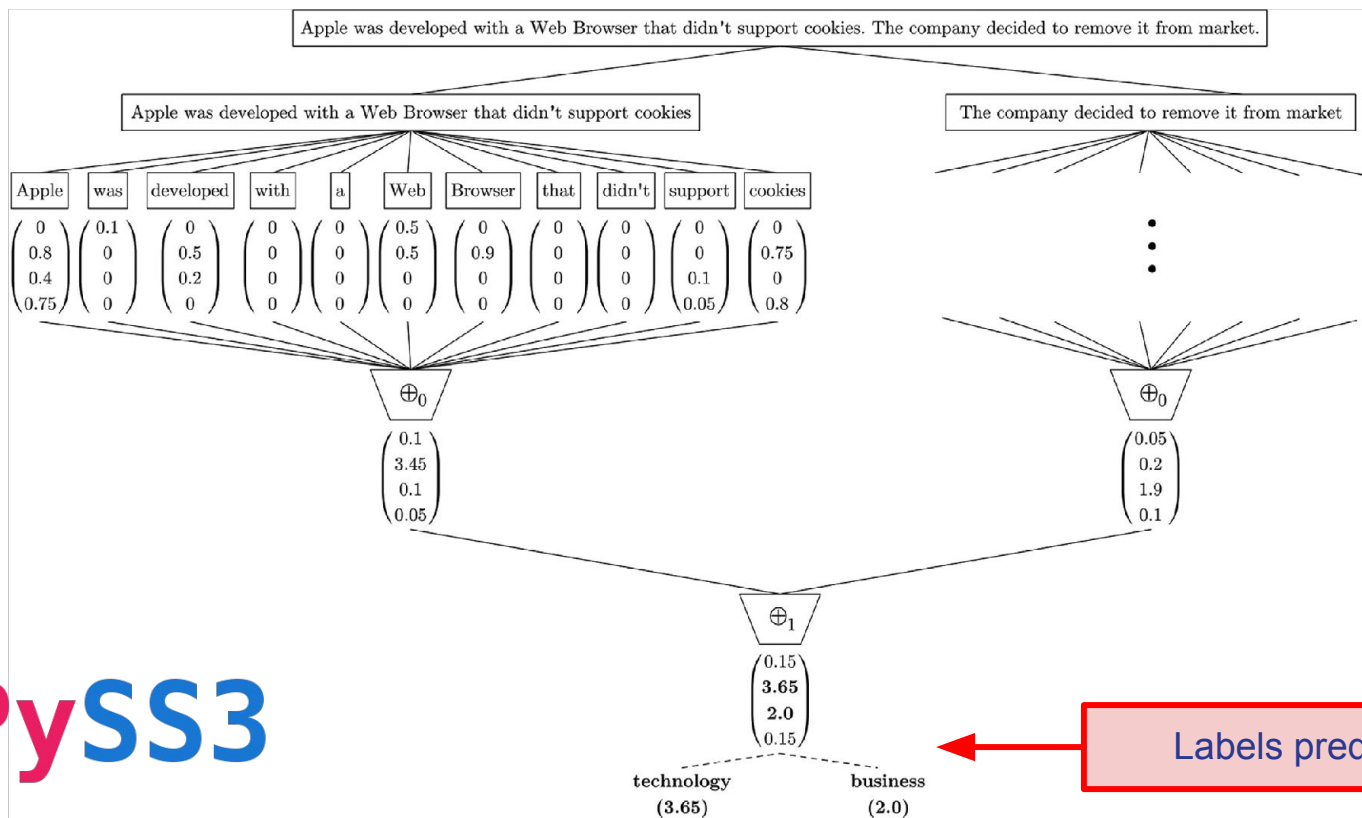 Apple was developed with a Web Browser that didn't support cookies. The company decided to remove it from market.
Apple was developed with a Web Browser that didn't support cookies
The company decided to remove it from market
Apple was developed with a Web Browser that didn't support cookies
0 0.1 0 0 0 0.5 0 0 0 0 0
0.8 0 0.5 0 0 0.5 0.9 0 0 0 0.75
0.4 0 0.2 0 0 0 0 0 0 0.1 0
0.75 0 0 0 0 0 0 0 0 0.05 0.8
⊕0
⊕0
0.1
3.45
0.1
0.05
0.05
0.2
1.9
0.1
⊕1
0.15
3.65
2.0
0.15
technology
(3.65)
business
(2.0)
PySS3
Labels pred